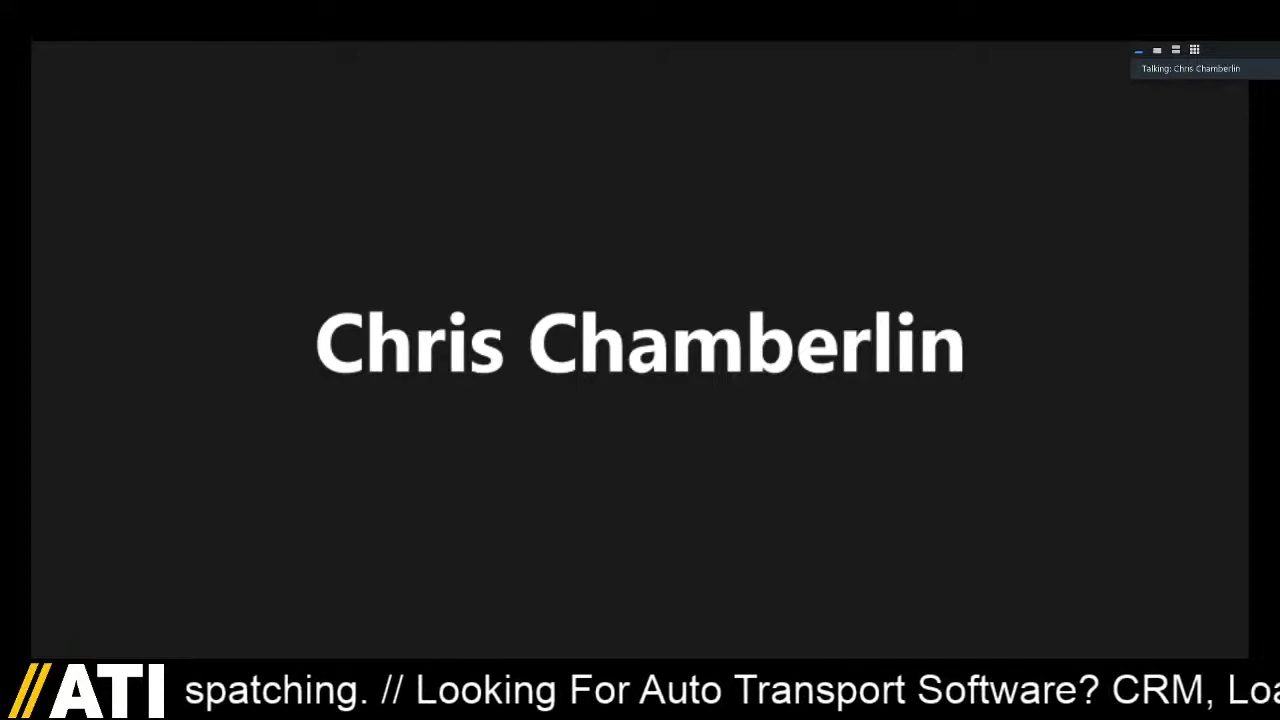 Talking: Chris Chamberlin
Chris Chamberlin
//ATI spatching. // Looking For Auto Transport Software? CRM, Loa